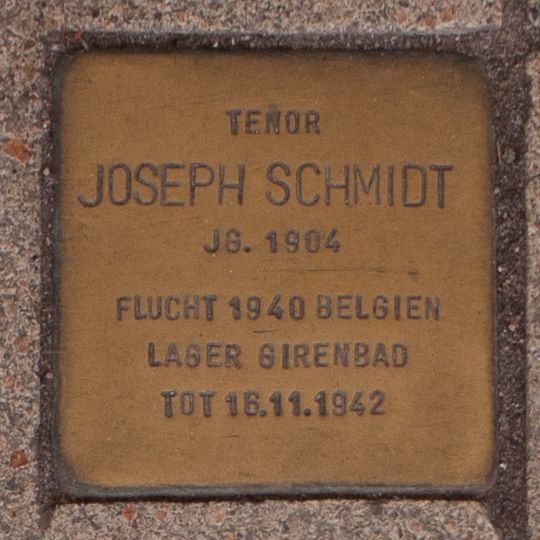 TENOR
JOSEPH SCHMIDT
JG. 1904
FLUCHT 1940 BELGIEN
LAGER GIRENBAD
TOT 16.11.1942